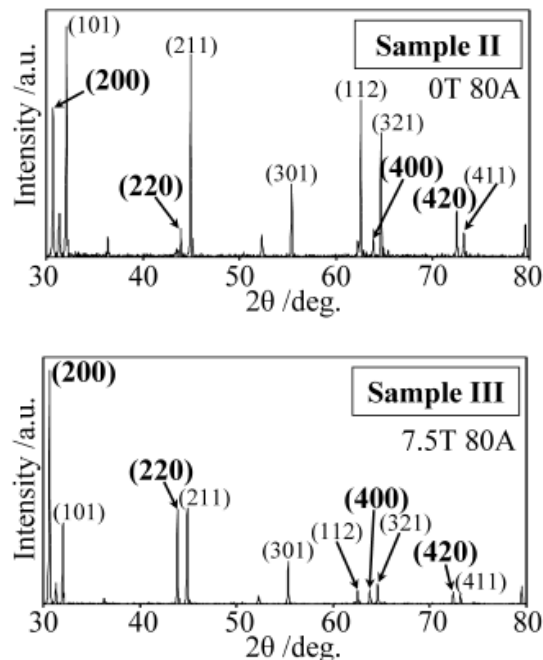 (101)
(211)
Sample II
0T 80A
(200)
(112)
(321)
(400)
(220)
(301)
(420)
(411)
Intensity /a.u.
30 40 50 60 70 80
2θ /deg.
(200)
Sample III
7.5T 80A
(220)
(211)
(400)
(101)
(112)
(321)
(301)
(420)
(411)
Intensity /a.u.
30 40 50 60 70 80
2θ /deg.